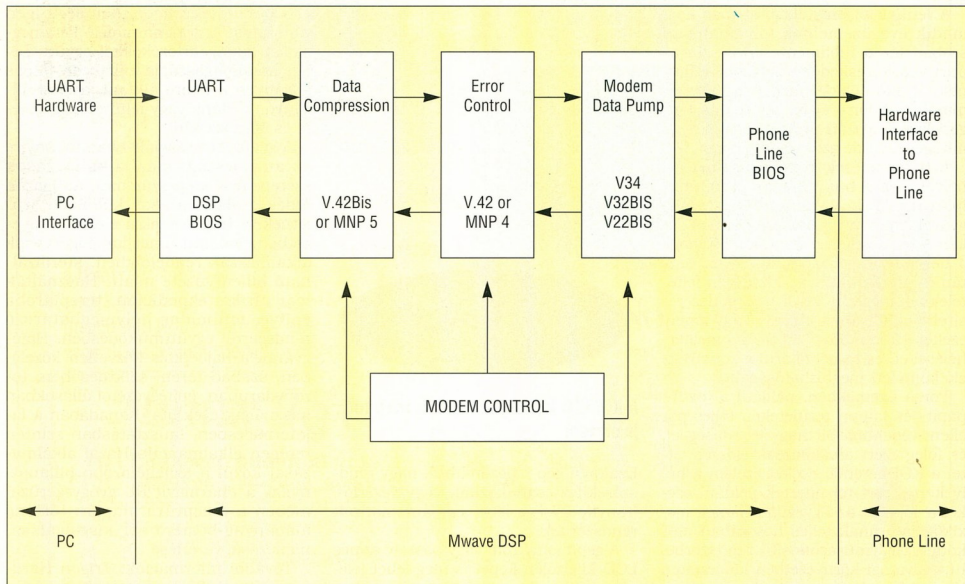 UART
Hardware
PC
Interface
UART
DSP
BIOS
Data
Compression
V.42Bis
or MNP 5
Error
Control
V.42 or
MNP 4
Modem
Data Pump
V34
V32BIS
V22BIS
Phone
Line
BIOS
Hardware
Interface
to
Phone
Line
MODEM CONTROL
PC
Mwave DSP
Phone Line